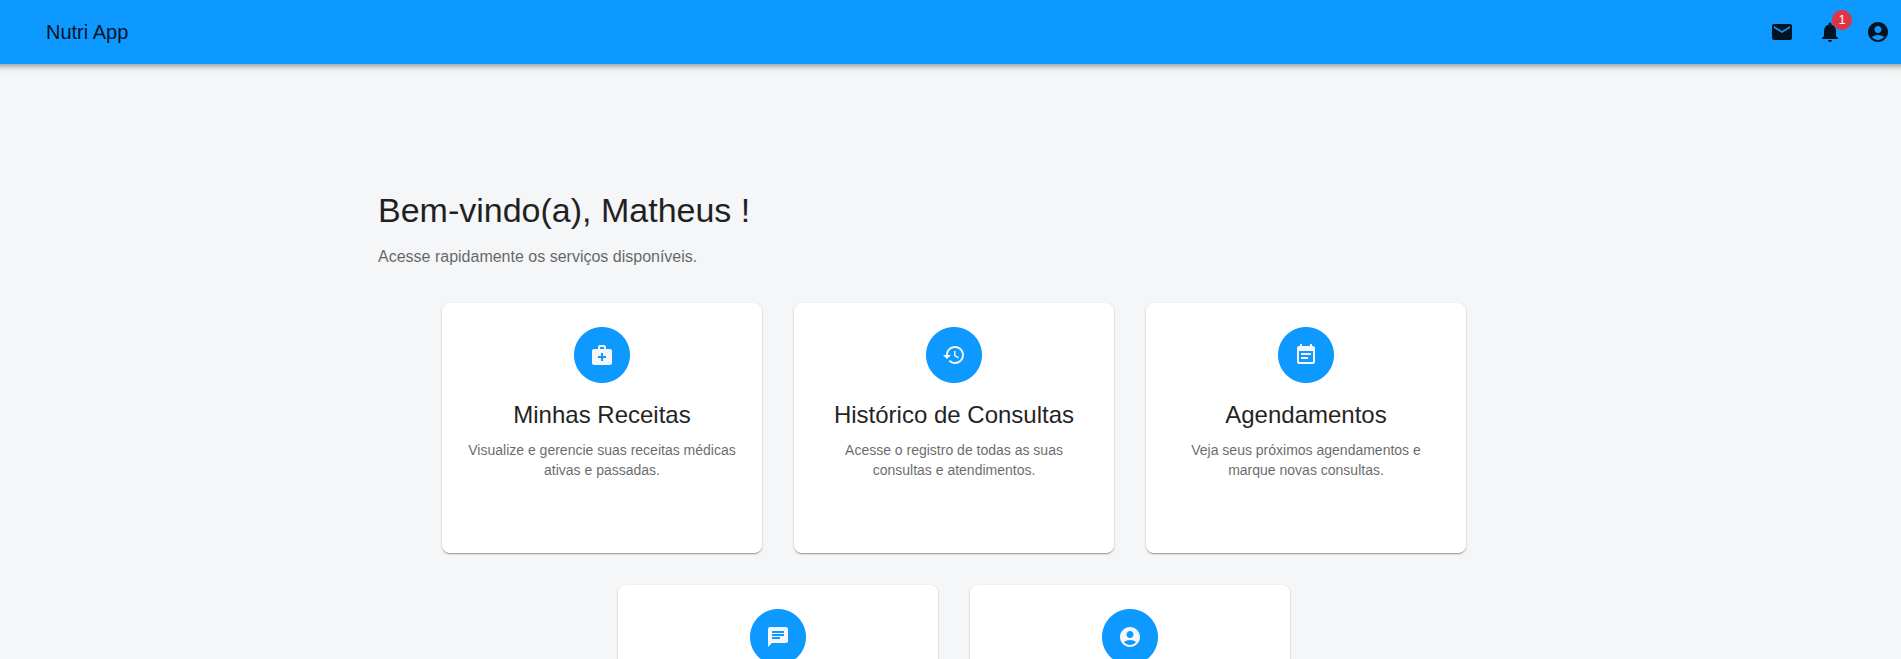 Nutri App
1
Bem-vindo(a), Matheus !
Acesse rapidamente os serviços disponíveis.
Minhas Receitas
Visualize e gerencie suas receitas médicas
ativas e passadas.
Histórico de Consultas
Acesse o registro de todas as suas
consultas e atendimentos.
Agendamentos
Veja seus próximos agendamentos e
marque novas consultas.